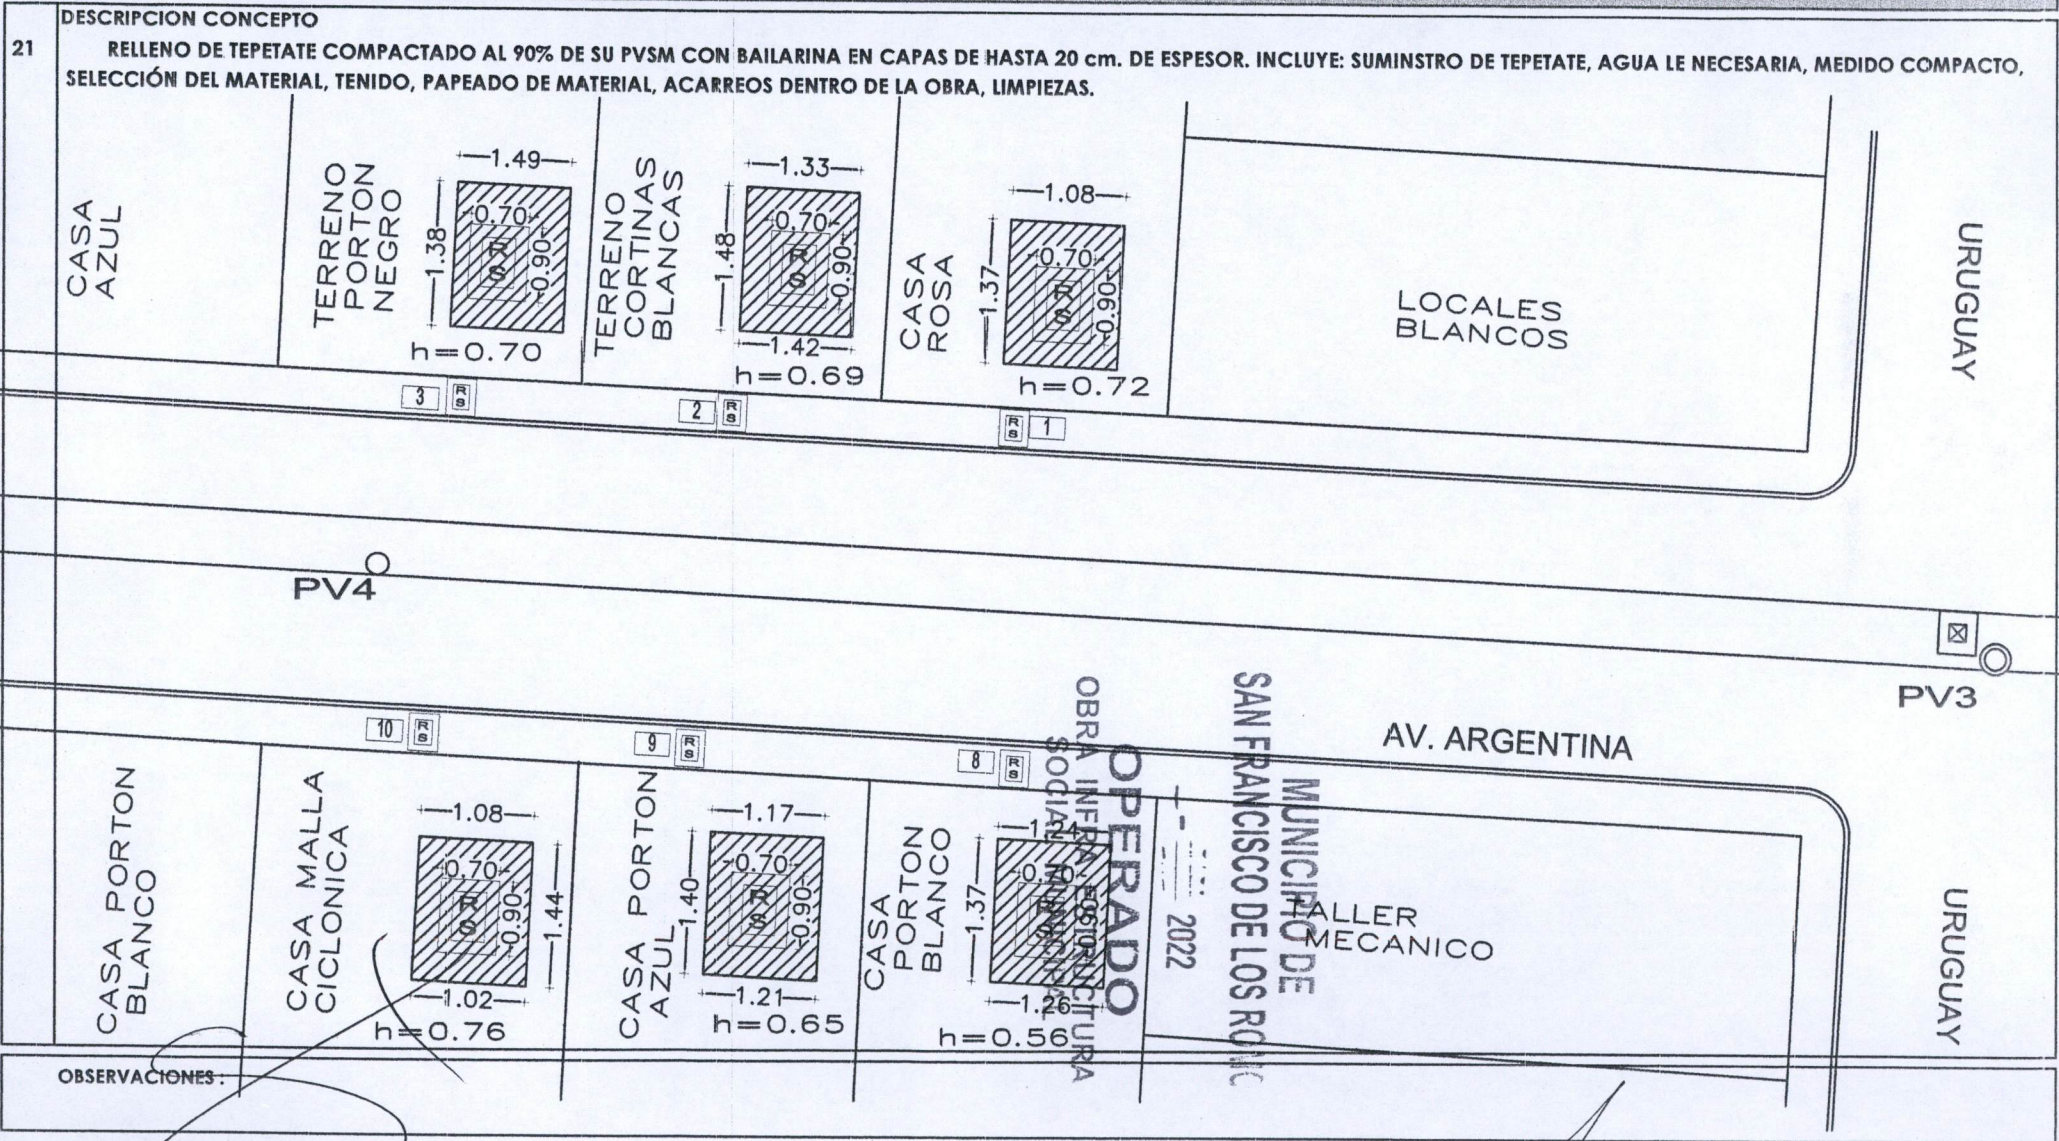 DESCRIPCION CONCEPTO
21
RELLENO DE TEPETATE COMPACTADO AL 90% DE SU PVSM CON BAILARINA EN CAPAS DE HASTA 20 cm. DE ESPESOR. INCLUYE: SUMINSTRO DE TEPETATE, AGUA LE NECESARIA, MEDIDO COMPACTO,
SELECCIÓN DEL MATERIAL, TENIDO, PAPEADO DE MATERIAL, ACARREOS DENTRO DE LA OBRA, LIMPIEZAS.
CASA
AZUL
TERRENO
PORTON
NEGRO
1.49
1.38
0.70
0.90
R
S
h=0.70
TERRENO
CORTINAS
BLANCAS
1.33
1.48
0.70
0.90
R
S
1.42
h=0.69
CASA
ROSA
1.08
1.37
0.70
0.90
R
S
h=0.72
LOCALES
BLANCOS
URUGUAY
3
R
S
2
R
S
R
S
1
PV4
PV3
AV. ARGENTINA
10
R
S
9
R
S
8
R
S
CASA PORTON
BLANCO
CASA MALLA
CICLONICA
1.08
0.70
0.90
R
S
1.44
1.02
h=0.76
CASA PORTON
AZUL
1.17
1.40
0.70
0.90
R
S
1.21
h=0.65
CASA
PORTON
BLANCO
1.24
1.37
0.70
R
S
1.26
h=0.56
TALLER
MECANICO
URUGUAY
MUNICIPIO DE
SAN FRANCISCO DE LOS RO
2022
OPERADO
OBRA INFRAESTRUCTURA
SOCIAL MUNICIPAL
OBSERVACIONES :